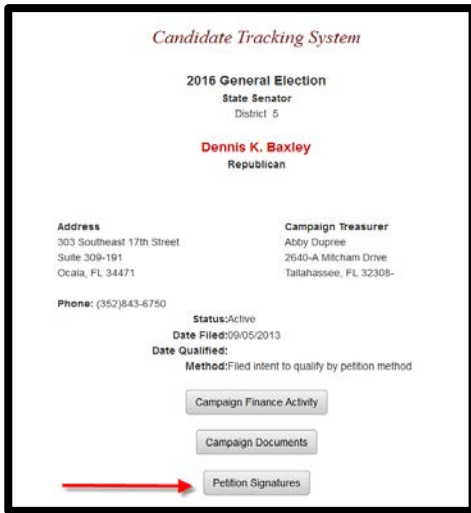 Candidate Tracking System
2016 General Election
State Senator
District 5
Dennis K. Baxley
Republican
Address
303 Southeast 17th Street
Suite 309-191
Ocala, FL 34471
Campaign Treasurer
Abby Dupree
2640-A Mitcham Drive
Tallahassee, FL 32308-
Phone: (352)843-6750
Status:Active
Date Filed:09/05/2013
Date Qualified:
Method:Filed intent to qualify by petition method
Campaign Finance Activity
Campaign Documents
Petition Signatures